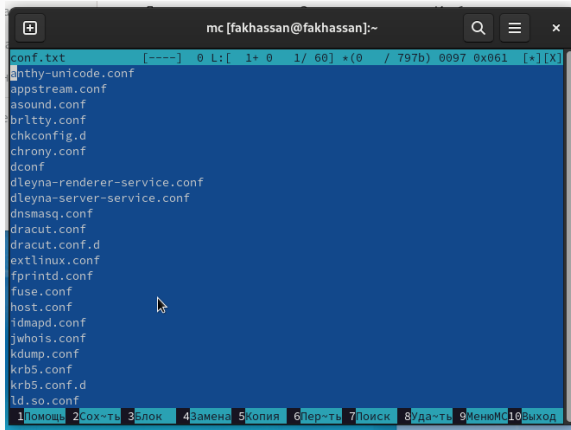 mc [fakhassan@fakhassan]:~
conf.txt [----] 0 L:[ 1+ 0 1/ 60] *(0 / 797b) 0097 0x061 [*][X]
anthy-unicode.conf
appstream.conf
asound.conf
brltty.conf
chkconfig.d
chrony.conf
dconf
dleyna-renderer-service.conf
dleyna-server-service.conf
dnsmasq.conf
dracut.conf
dracut.conf.d
extlinux.conf
fprintd.conf
fuse.conf
host.conf
idmapd.conf
jwhois.conf
kdump.conf
krb5.conf
krb5.conf.d
ld.so.conf
1Помощь 2Сох~ть 3Блок 4Замена 5Копия 6Пер~ть 7Поиск 8Уда~ть 9МенюMC 10Выход